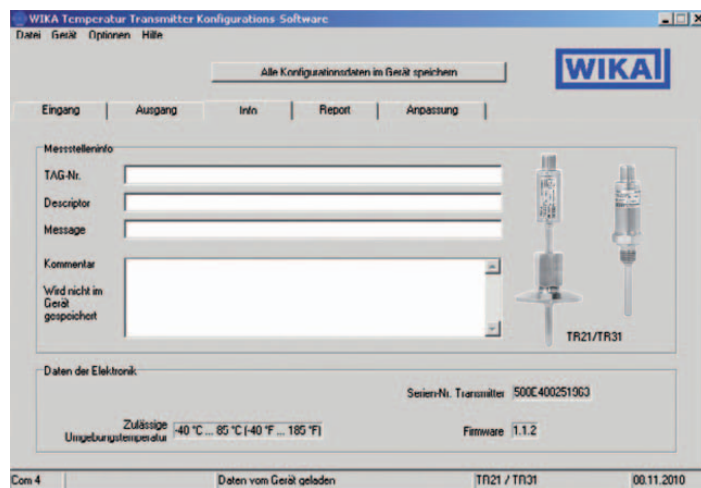 WIKA Temperatur Transmitter Konfigurations-Software
Datei Gerät Optionen Hilfe
Alle Konfigurationsdaten im Gerät speichern
WIKA
Eingang Ausgang Info Report Anpassung
Messstelleninfo
TAG-Nr.
Descriptor
Message
Kommentar
Wird nicht im
Gerät
gespeichert
TR21/TR31
Daten der Elektronik
Serien-Nr. Transmitter 500E400251963
Zulässige
Umgebungstemperatur -40 °C ... 85 °C (-40 °F ... 185 °F)
Firmware 1.1.2
Com 4 Daten vom Gerät geladen TR21 / TR31